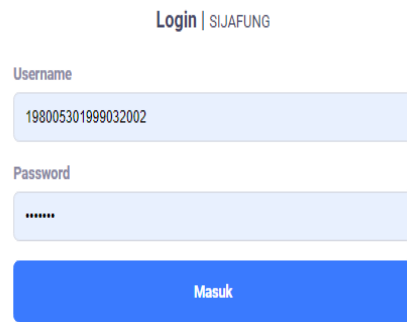 Login | SIJAFUNG
Username
198005301999032002
Password
•••••••
Masuk